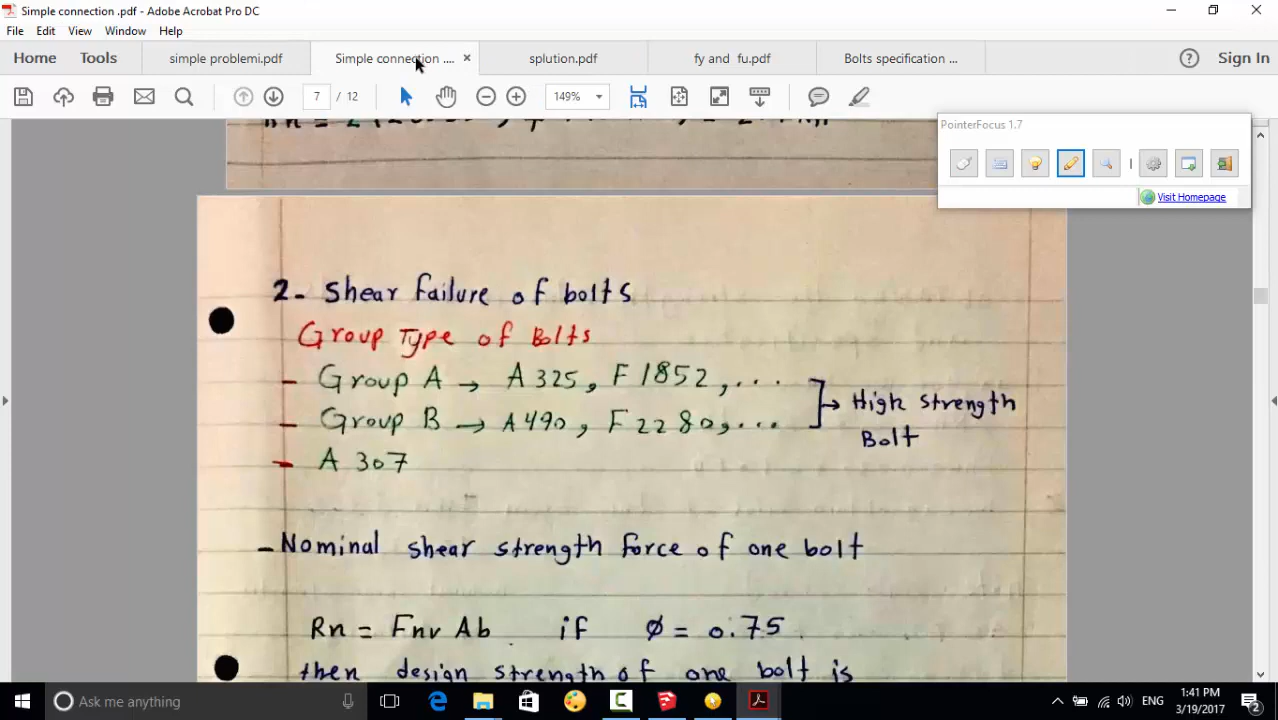 Simple connection .pdf - Adobe Acrobat Pro DC
File Edit View Window Help
Home Tools simple problemi.pdf Simple connection .... × splution.pdf fy and fu.pdf Bolts specification ... Sign In
7 / 12 149%
PointerFocus 1.7
Visit Homepage
2- Shear failure of bolts
Group Type of Bolts
- Group A → A 325, F 1852, ...
- Group B → A490, F 2280, ...
→ High strength
Bolt
- A 307
- Nominal shear strength force of one bolt
Rn = Fnv Ab if Ø = 0.75
then design strength of one bolt is
Ask me anything
ENG
1:41 PM
3/19/2017
2